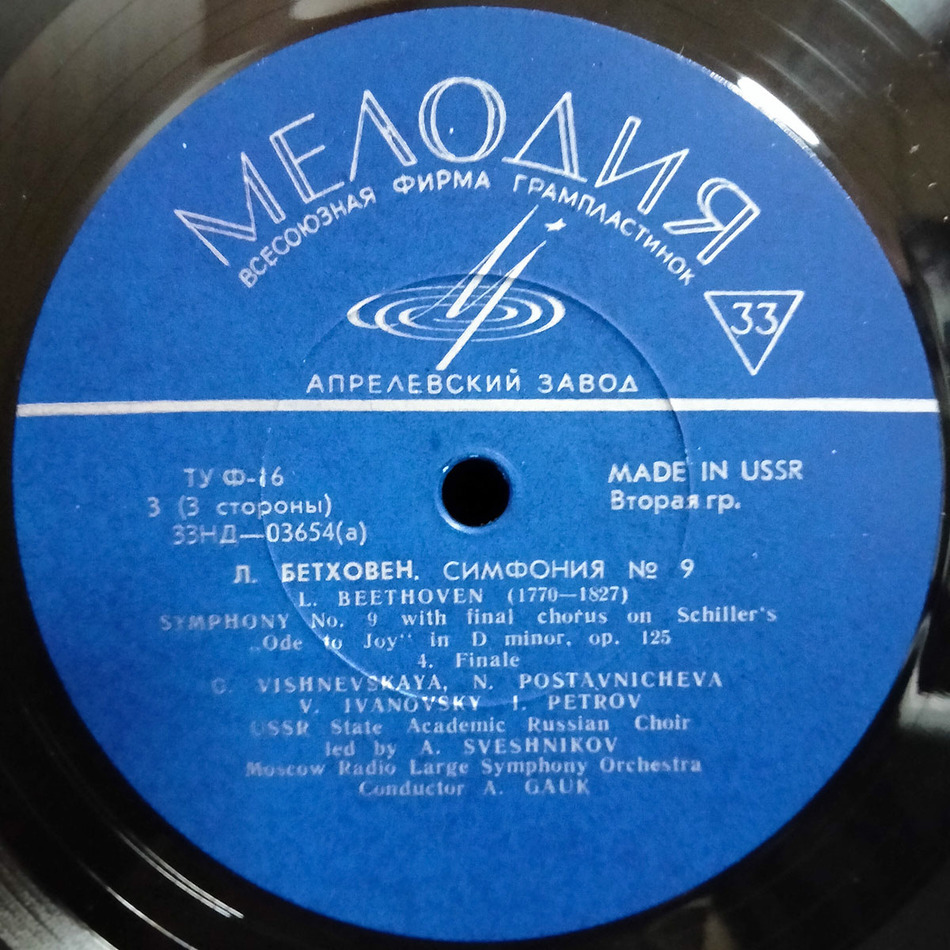 МЕЛОДИЯ
ВСЕСОЮЗНАЯ ФИРМА ГРАМПЛАСТИНОК
33
АПРЕЛЕВСКИЙ ЗАВОД
ТУ Ф-16
3 (3 стороны)
33НД—03654(а)
MADE IN USSR
Вторая гр.
Л. БЕТХОВЕН. СИМФОНИЯ № 9
L. BEETHOVEN (1770—1827)
SYMPHONY No. 9 with final chorus on Schiller's
„Ode to Joy" in D minor, op. 125
4. Finale
G. VISHNEVSKAYA, N. POSTAVNICHEVA
V. IVANOVSKY I. PETROV
USSR State Academic Russian Choir
led by A. SVESHNIKOV
Moscow Radio Large Symphony Orchestra
Conductor A. GAUK